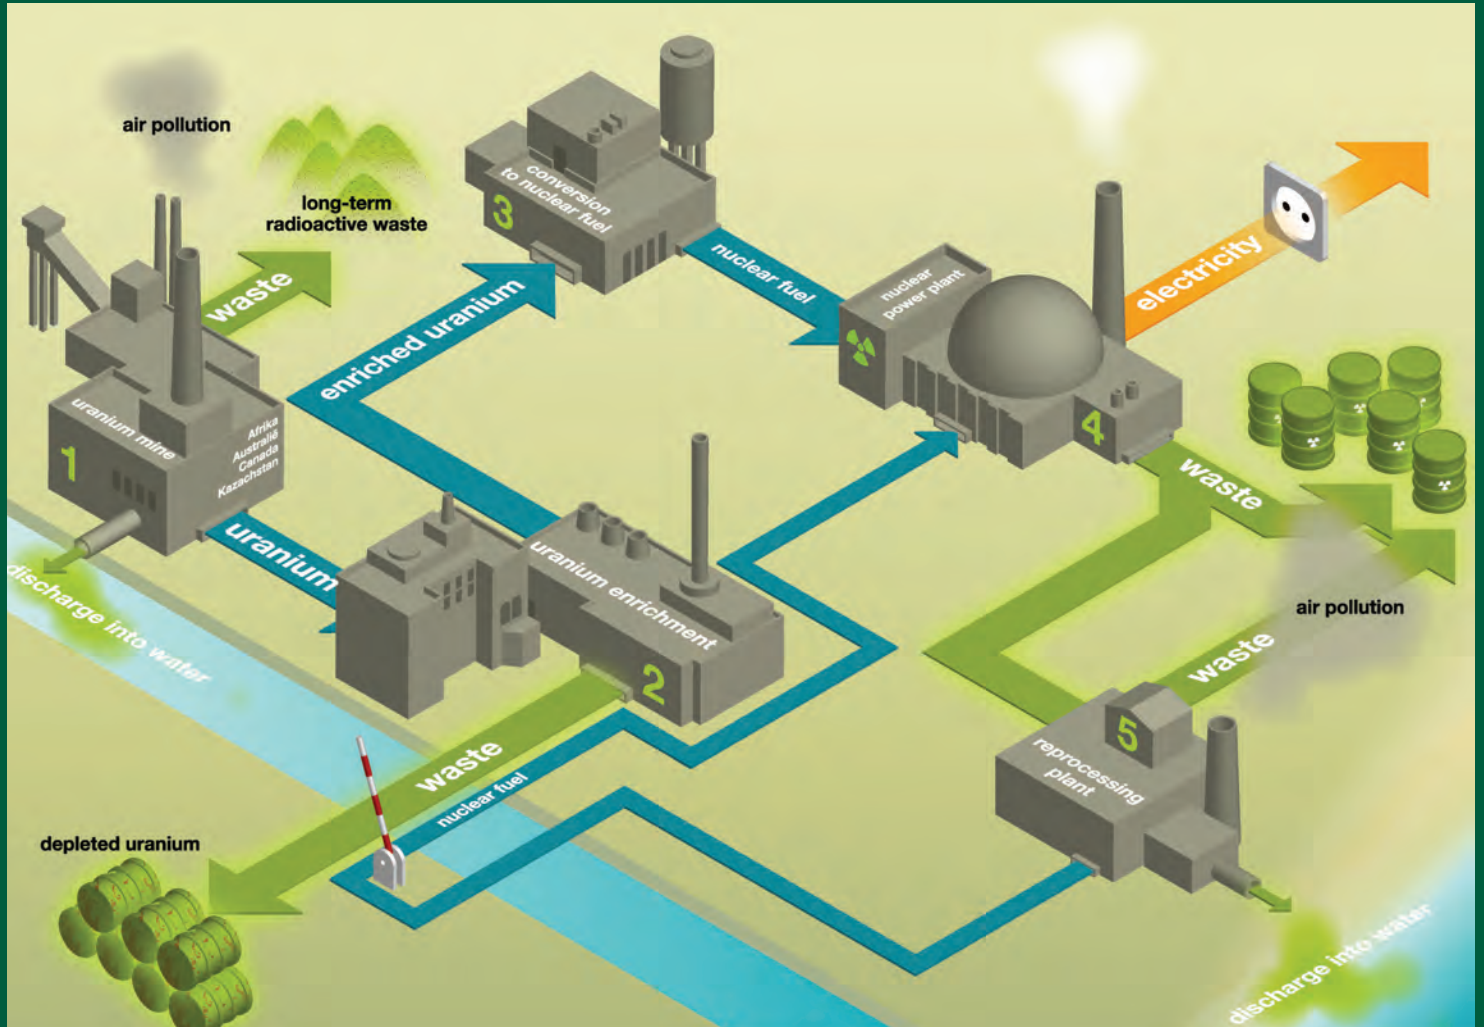 air pollution
long-term
radioactive waste
waste
uranium mine
1
Afrika
Australië
Canada
Kazachstan
discharge into water
uranium
enriched uranium
conversion
to nuclear fuel
3
nuclear fuel
nuclear
power plant
4
electricity
waste
uranium enrichment
2
waste
nuclear fuel
depleted uranium
air pollution
waste
5
reprocessing
plant
discharge into water